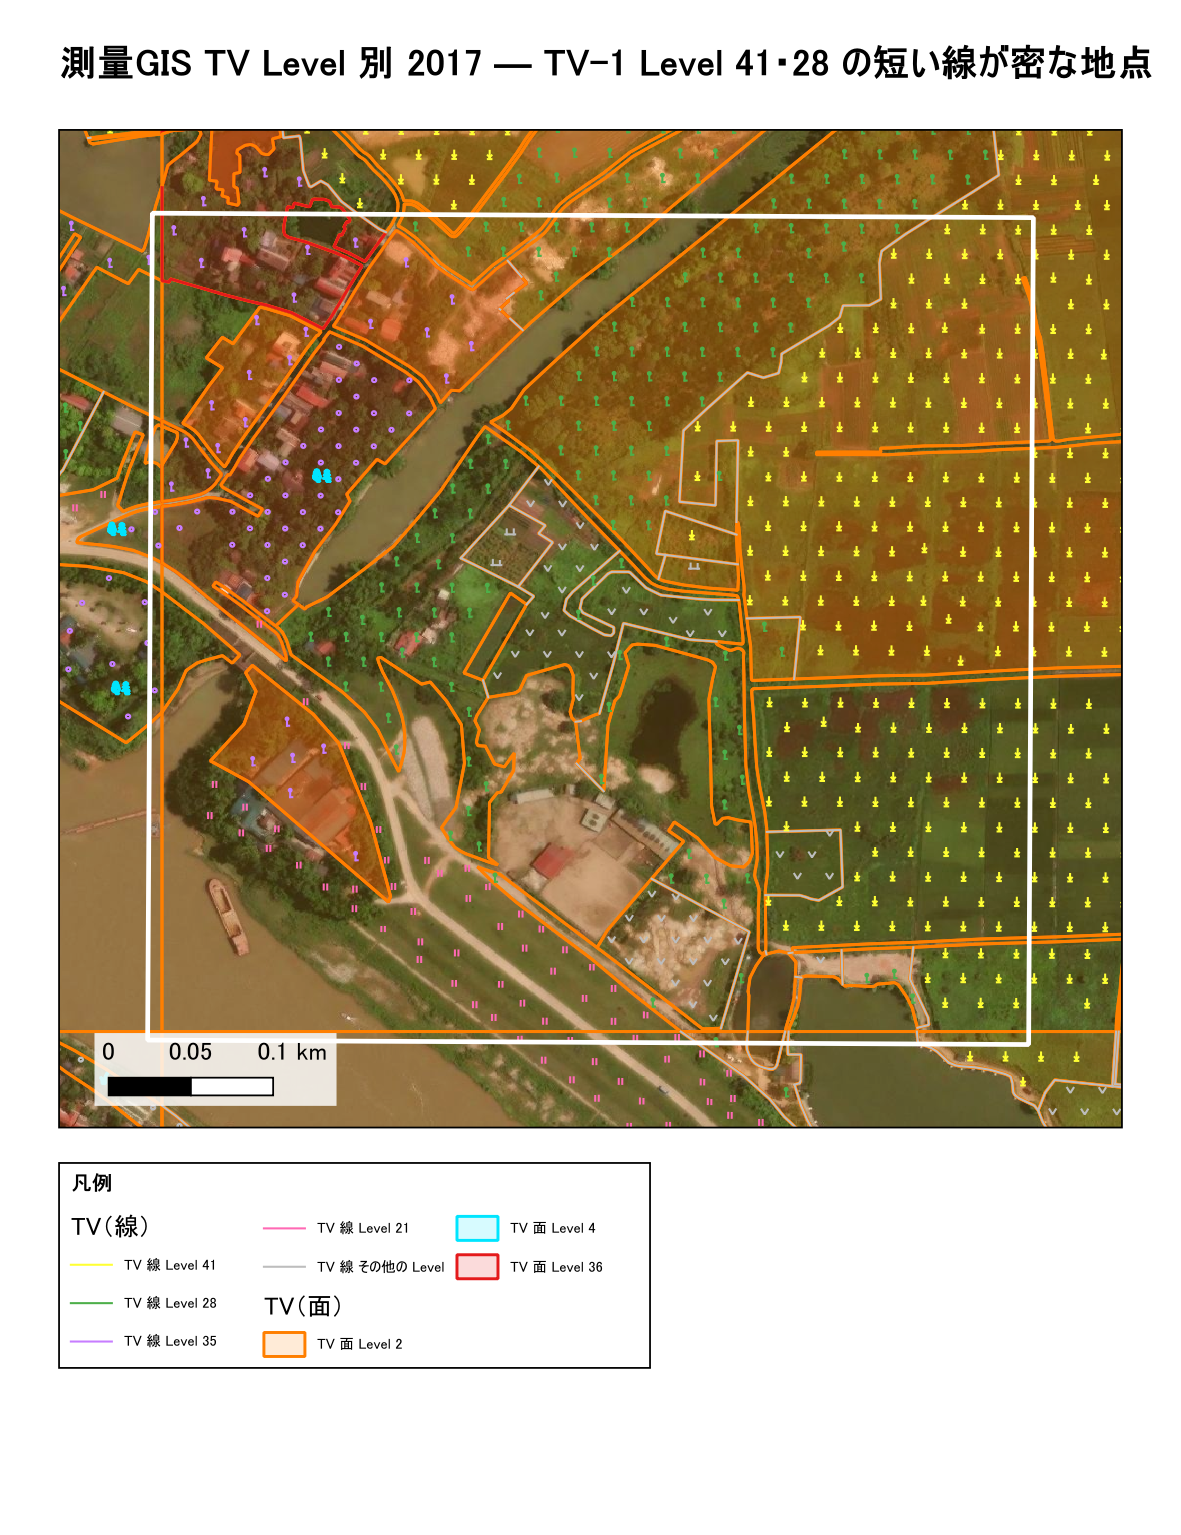 測量GIS TV Level 別 2017 — TV-1 Level 41・28 の短い線が密な地点
0 0.05 0.1 km
凡例
TV(線)
TV 線 Level 41
TV 線 Level 28
TV 線 Level 35
TV 線 Level 21
TV 線 その他の Level
TV(面)
TV 面 Level 2
TV 面 Level 4
TV 面 Level 36